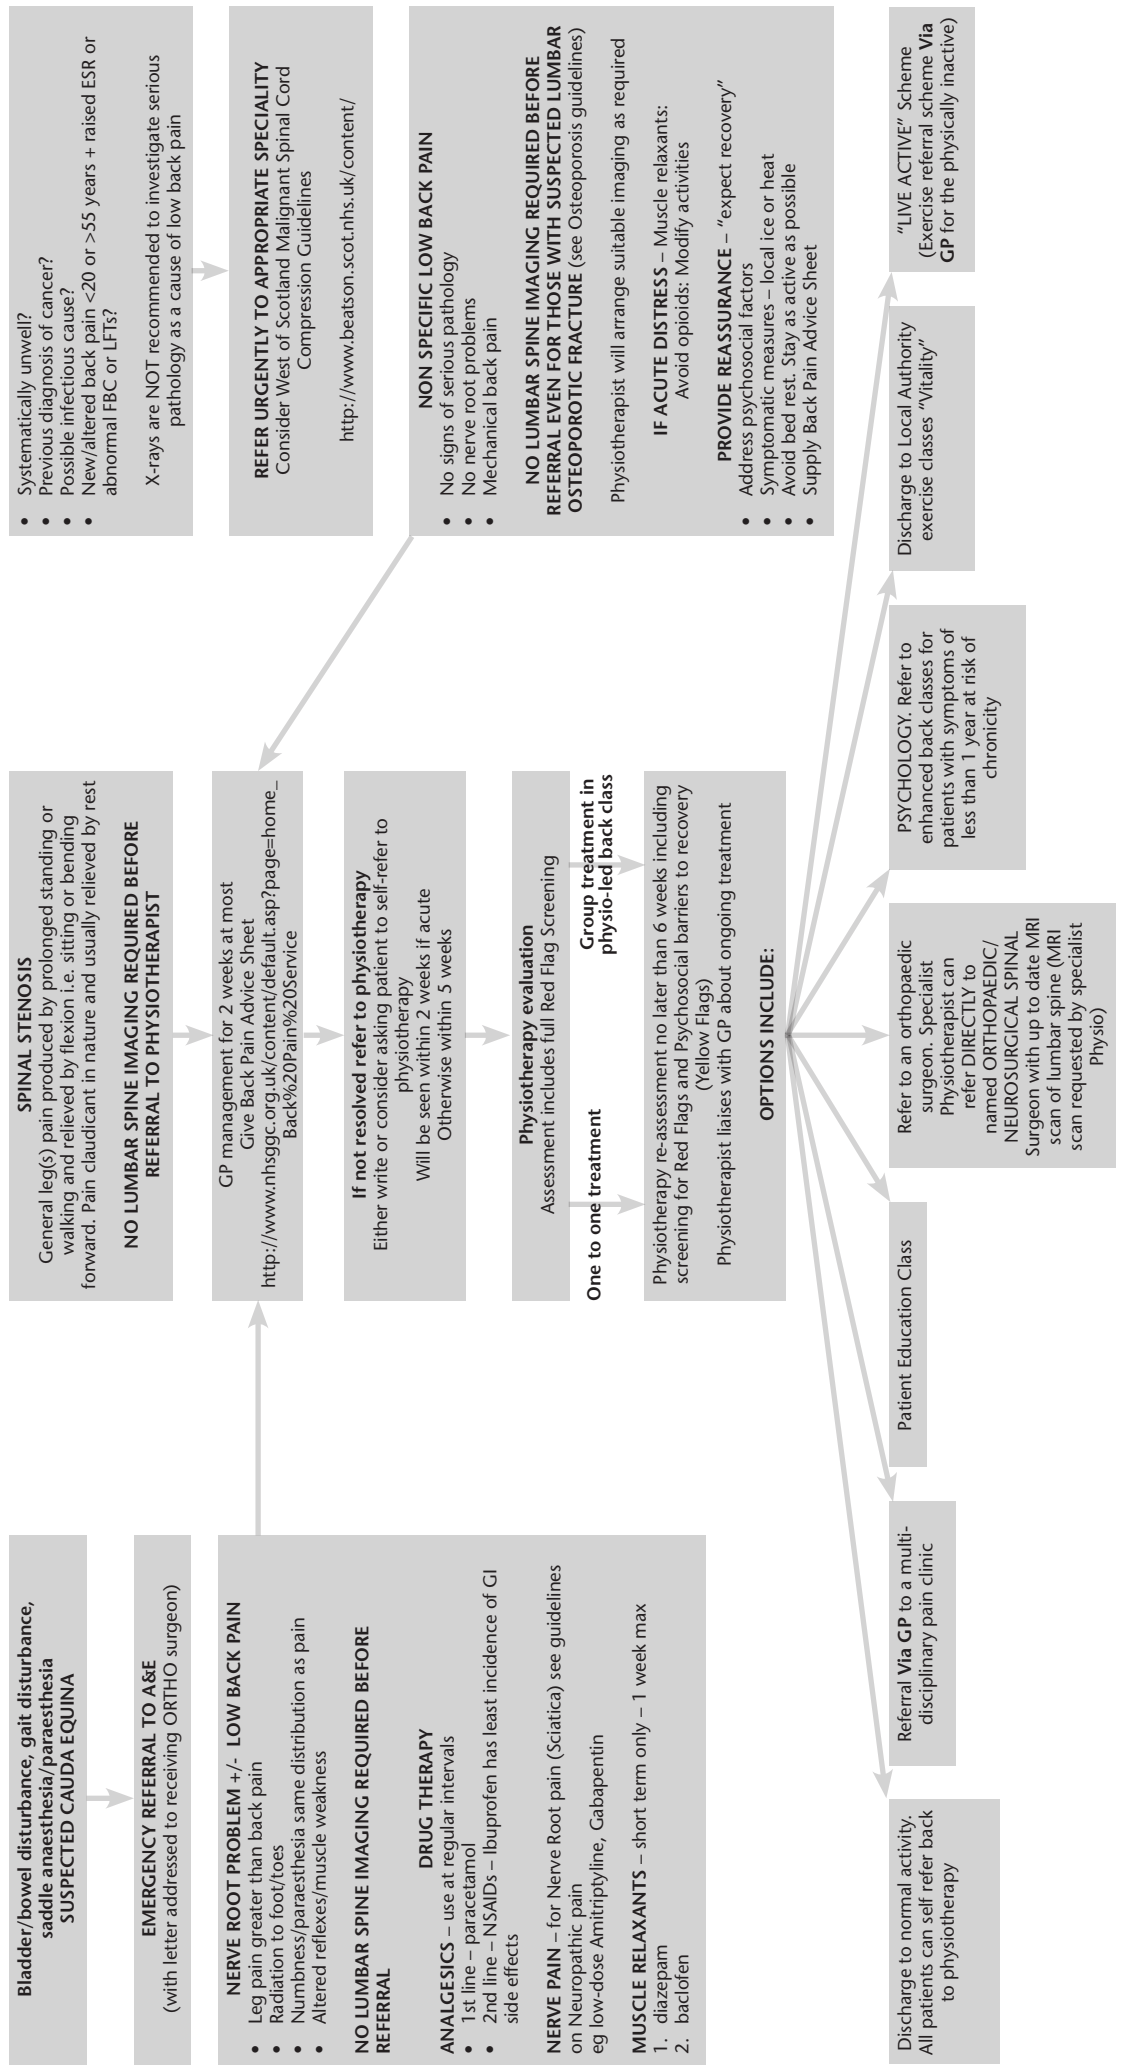 Bladder/bowel disturbance, gait disturbance,
saddle anaesthesia/paraesthesia
SUSPECTED CAUDA EQUINA
EMERGENCY REFERRAL TO A&E
(with letter addressed to receiving ORTHO surgeon)
NERVE ROOT PROBLEM +/- LOW BACK PAIN
• Leg pain greater than back pain
• Radiation to foot/toes
• Numbness/paraesthesia same distribution as pain
• Altered reflexes/muscle weakness
NO LUMBAR SPINE IMAGING REQUIRED BEFORE
REFERRAL
DRUG THERAPY
ANALGESICS – use at regular intervals
• 1st line – paracetamol
• 2nd line – NSAIDs – Ibuprofen has least incidence of GI
side effects
NERVE PAIN – for Nerve Root pain (Sciatica) see guidelines
on Neuropathic pain
eg low-dose Amitriptyline, Gabapentin
MUSCLE RELAXANTS – short term only – 1 week max
1. diazepam
2. baclofen
SPINAL STENOSIS
General leg(s) pain produced by prolonged standing or
walking and relieved by flexion i.e. sitting or bending
forward. Pain claudicant in nature and usually relieved by rest
NO LUMBAR SPINE IMAGING REQUIRED BEFORE
REFERRAL TO PHYSIOTHERAPIST
GP management for 2 weeks at most
Give Back Pain Advice Sheet
http://www.nhsggc.org.uk/content/default.asp?page=home_
Back%20Pain%20Service
If not resolved refer to physiotherapy
Either write or consider asking patient to self-refer to
physiotherapy
Will be seen within 2 weeks if acute
Otherwise within 5 weeks
Physiotherapy evaluation
Assessment includes full Red Flag Screening
One to one treatment
Group treatment in
physio-led back class
Physiotherapy re-assessment no later than 6 weeks including
screening for Red Flags and Psychosocial barriers to recovery
(Yellow Flags)
Physiotherapist liaises with GP about ongoing treatment
OPTIONS INCLUDE:
• Systematically unwell?
• Previous diagnosis of cancer?
• Possible infectious cause?
• New/altered back pain <20 or >55 years + raised ESR or
abnormal FBC or LFTs?
X-rays are NOT recommended to investigate serious
pathology as a cause of low back pain
REFER URGENTLY TO APPROPRIATE SPECIALITY
Consider West of Scotland Malignant Spinal Cord
Compression Guidelines
http://www.beatson.scot.nhs.uk/content/
NON SPECIFIC LOW BACK PAIN
• No signs of serious pathology
• No nerve root problems
• Mechanical back pain
NO LUMBAR SPINE IMAGING REQUIRED BEFORE
REFERRAL EVEN FOR THOSE WITH SUSPECTED LUMBAR
OSTEOPOROTIC FRACTURE (see Osteoporosis guidelines)
Physiotherapist will arrange suitable imaging as required
IF ACUTE DISTRESS – Muscle relaxants:
Avoid opioids: Modify activities
PROVIDE REASSURANCE – “expect recovery”
• Address psychosocial factors
• Symptomatic measures – local ice or heat
• Avoid bed rest. Stay as active as possible
• Supply Back Pain Advice Sheet
Discharge to normal activity.
All patients can self refer back
to physiotherapy
Referral Via GP to a multi-
disciplinary pain clinic
Patient Education Class
Refer to an orthopaedic
surgeon. Specialist
Physiotherapist can
refer DIRECTLY to
named ORTHOPAEDIC/
NEUROSURGICAL SPINAL
Surgeon with up to date MRI
scan of lumbar spine (MRI
scan requested by specialist
Physio)
PSYCHOLOGY. Refer to
enhanced back classes for
patients with symptoms of
less than 1 year at risk of
chronicity
Discharge to Local Authority
exercise classes “Vitality”
“LIVE ACTIVE” Scheme
(Exercise referral scheme Via
GP for the physically inactive)